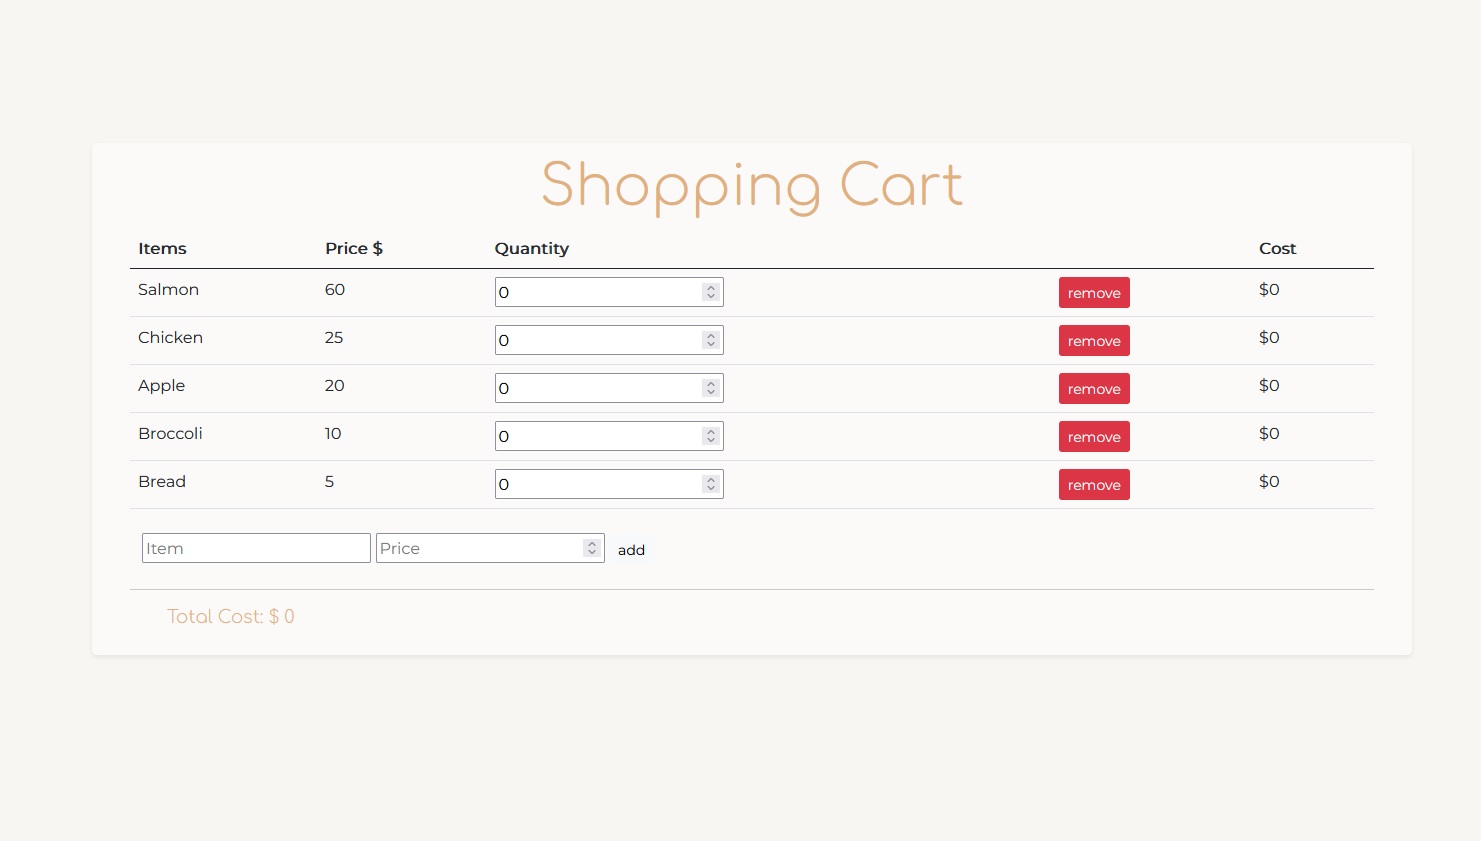 Shopping Cart
Items Price $ Quantity Cost
Salmon 60 0 remove $0
Chicken 25 0 remove $0
Apple 20 0 remove $0
Broccoli 10 0 remove $0
Bread 5 0 remove $0
Item Price add
Total Cost: $ 0